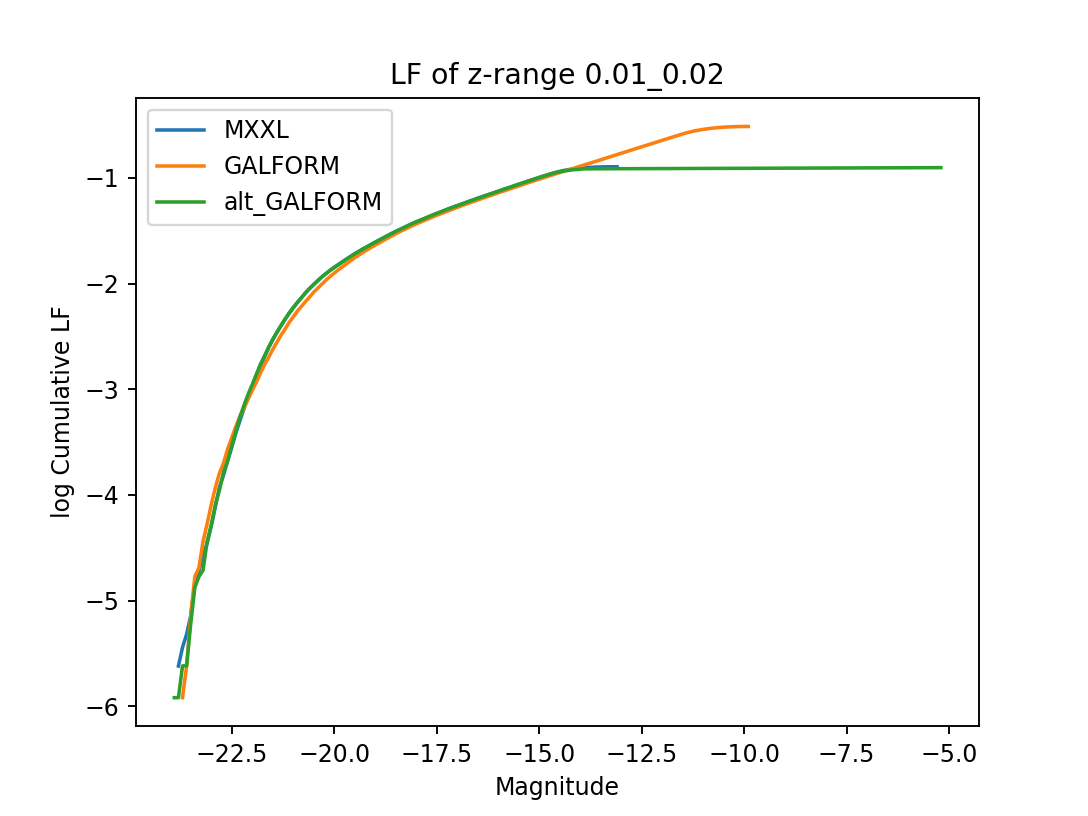 LF of z-range 0.01_0.02
MXXL
GALFORM
alt_GALFORM
log Cumulative LF
−1
−2
−3
−4
−5
−6
−22.5 −20.0 −17.5 −15.0 −12.5 −10.0 −7.5 −5.0
Magnitude